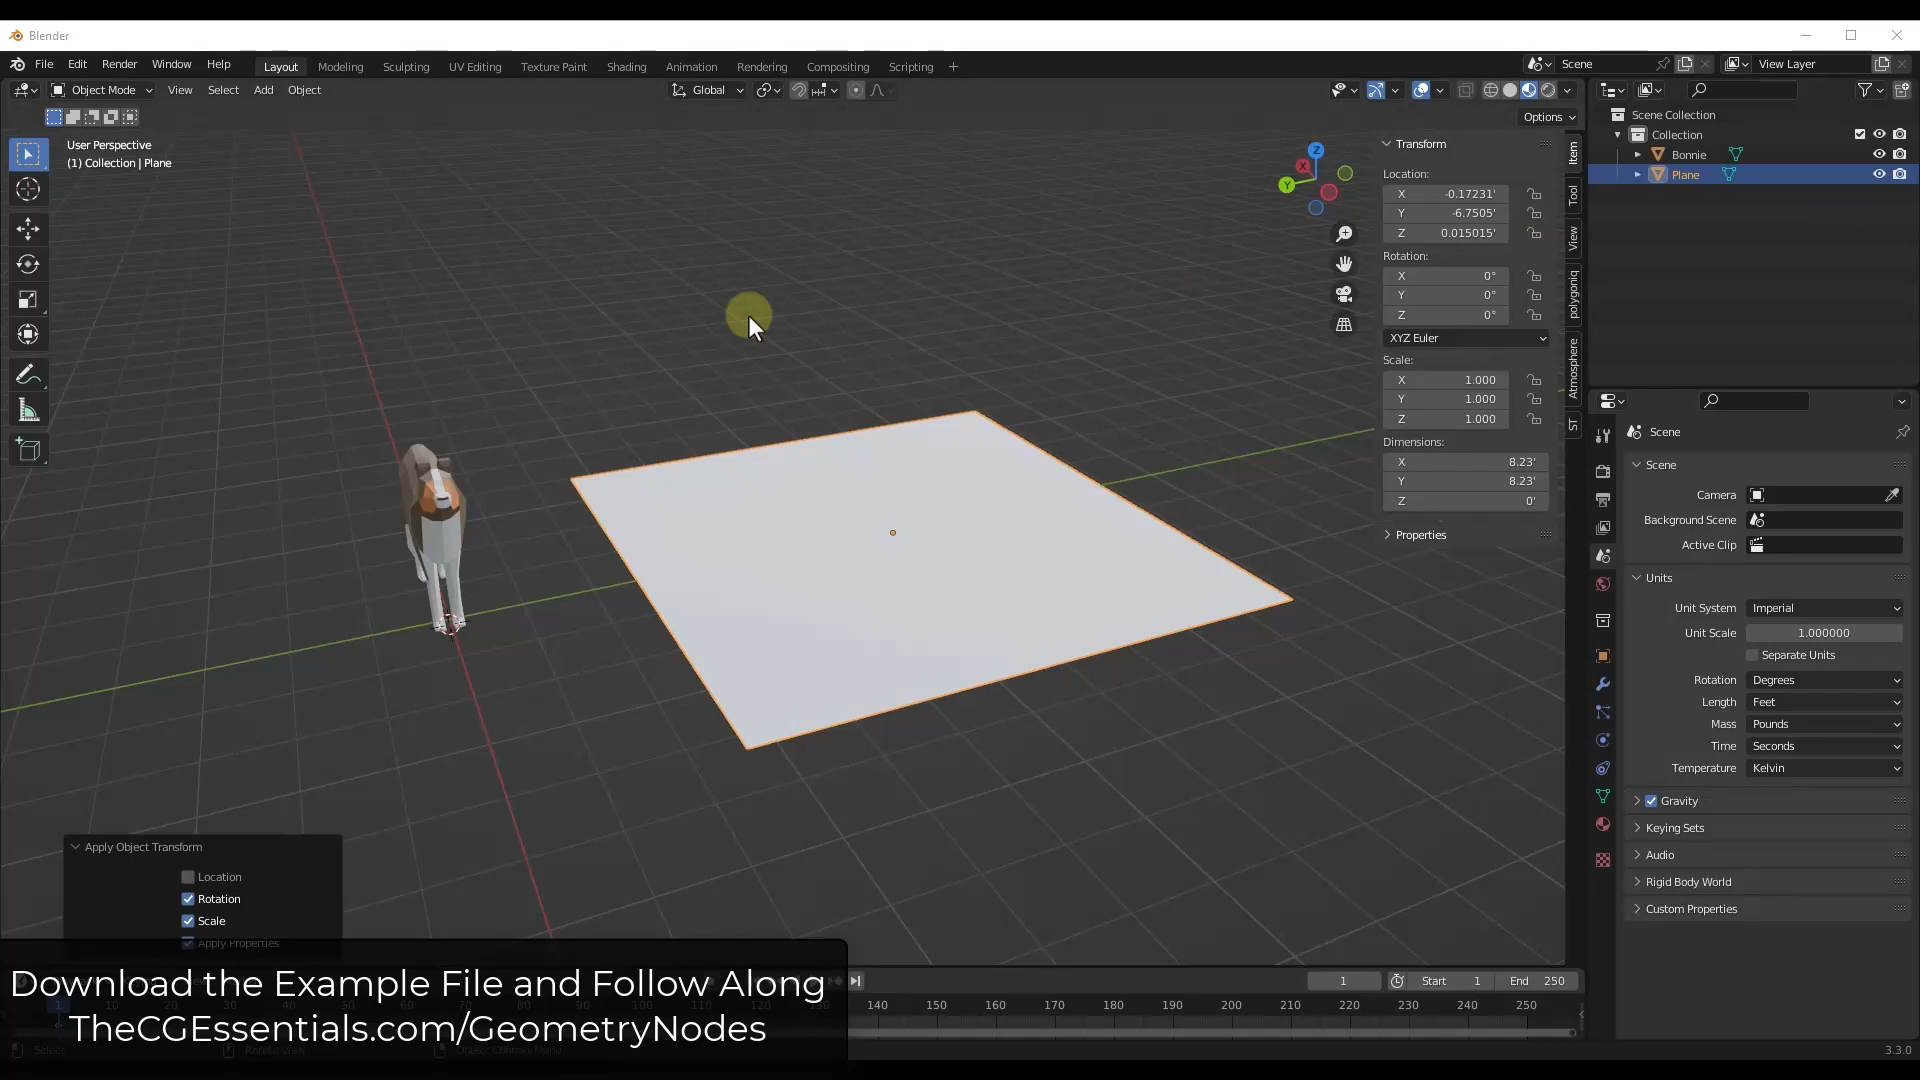 Blender
File Edit Render Window Help Layout Modeling Sculpting UV Editing Texture Paint Shading Animation Rendering Compositing Scripting + Scene View Layer
Object Mode View Select Add Object Global
Options
User Perspective
(1) Collection | Plane
Transform
Location:
X -0.17231'
Y -6.7505'
Z 0.015015'
Rotation:
X 0°
Y 0°
Z 0°
XYZ Euler
Scale:
X 1.000
Y 1.000
Z 1.000
Dimensions:
X 8.23'
Y 8.23'
Z 0'
Properties
Item
Tool
View
polygoniq
Atmosphere
ST
Z
X
Y
Scene Collection
Collection
Bonnie
Plane
Scene
Scene
Camera
Background Scene
Active Clip
Units
Unit System Imperial
Unit Scale 1.000000
Separate Units
Rotation Degrees
Length Feet
Mass Pounds
Time Seconds
Temperature Kelvin
Gravity
Keying Sets
Audio
Rigid Body World
Custom Properties
Apply Object Transform
Location
Rotation
Scale
Apply Properties
Download the Example File and Follow Along
TheCGEssentials.com/GeometryNodes
1 Start 1 End 250
140 150 160 170 180 190 200 210 220 230 240 250
Select
3.3.0